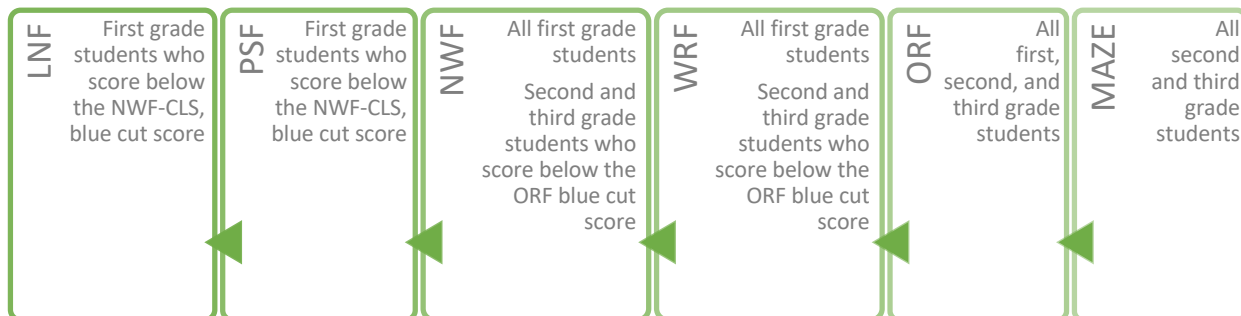 LNF
First grade
students who
score below
the NWF-CLS,
blue cut score
PSF
First grade
students who
score below
the NWF-CLS,
blue cut score
NWF
All first grade
students
Second and
third grade
students who
score below the
ORF blue cut
score
WRF
All first grade
students
Second and
third grade
students who
score below the
ORF blue cut
score
ORF
All
first,
second, and
third grade
students
MAZE
All
second
and third
grade
students